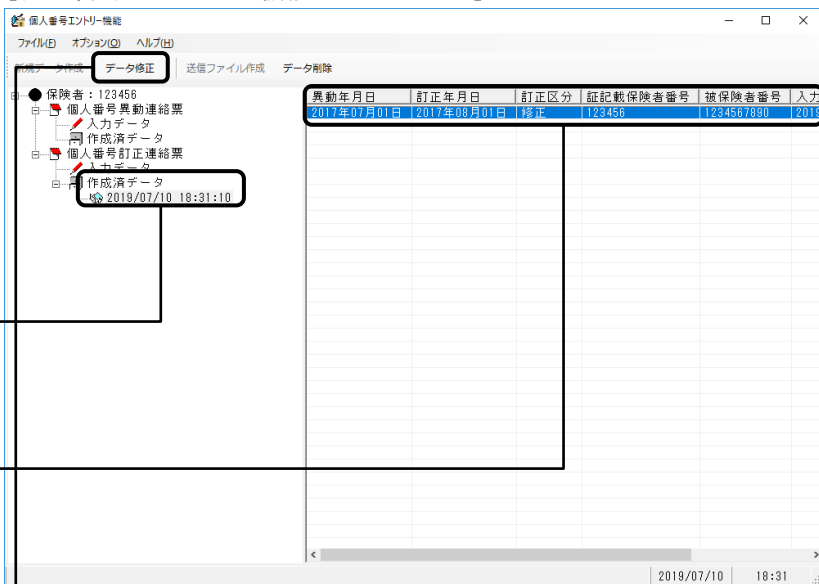 個人番号エントリー機能
ファイル(F) オプション(O) ヘルプ(H)
新規データ作成 データ修正 送信ファイル作成 データ削除
保険者：123456
個人番号異動連絡票
入力データ
作成済データ
個人番号訂正連絡票
入力データ
作成済データ
2019/07/10 18:31:10
異動年月日 訂正年月日 訂正区分 証記載保険者番号 被保険者番号 入力
2017年07月01日 2017年08月01日 修正 123456 1234567890 2019
2019/07/10 18:31